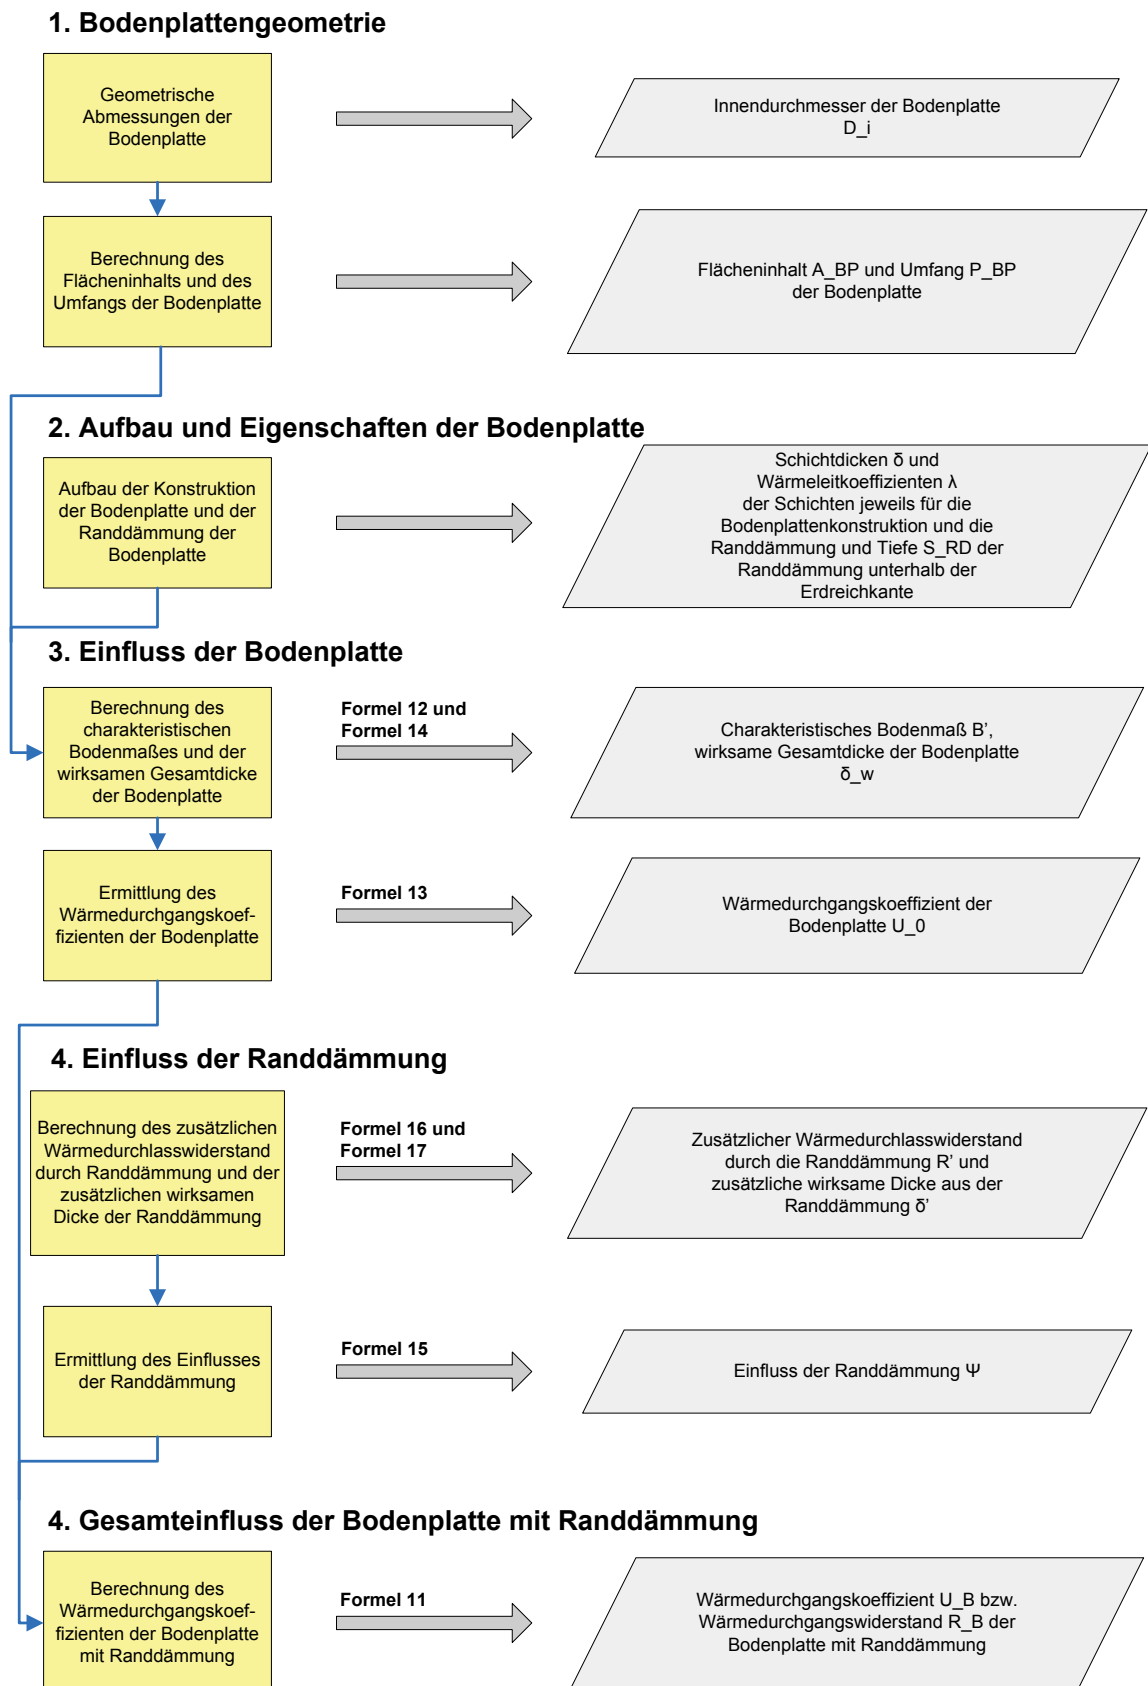 1. Bodenplattengeometrie
Geometrische
Abmessungen der
Bodenplatte
Innendurchmesser der Bodenplatte
D_i
Berechnung des
Flächeninhalts und des
Umfangs der Bodenplatte
Flächeninhalt A_BP und Umfang P_BP
der Bodenplatte
2. Aufbau und Eigenschaften der Bodenplatte
Aufbau der Konstruktion
der Bodenplatte und der
Randdämmung der
Bodenplatte
Schichtdicken δ und
Wärmeleitkoeffizienten λ
der Schichten jeweils für die
Bodenplattenkonstruktion und die
Randdämmung und Tiefe S_RD der
Randdämmung unterhalb der
Erdreichkante
3. Einfluss der Bodenplatte
Berechnung des
charakteristischen
Bodenmaßes und der
wirksamen Gesamtdicke
der Bodenplatte
Formel 12 und
Formel 14
Charakteristisches Bodenmaß B’,
wirksame Gesamtdicke der Bodenplatte
δ_w
Ermittlung des
Wärmedurchgangskoef-
fizienten der Bodenplatte
Formel 13
Wärmedurchgangskoeffizient der
Bodenplatte U_0
4. Einfluss der Randdämmung
Berechnung des zusätzlichen
Wärmedurchlasswiderstand
durch Randdämmung und der
zusätzlichen wirksamen
Dicke der Randdämmung
Formel 16 und
Formel 17
Zusätzlicher Wärmedurchlasswiderstand
durch die Randdämmung R’ und
zusätzliche wirksame Dicke aus der
Randdämmung δ’
Ermittlung des Einflusses
der Randdämmung
Formel 15
Einfluss der Randdämmung Ψ
4. Gesamteinfluss der Bodenplatte mit Randdämmung
Berechnung des
Wärmedurchgangskoef-
fizienten der Bodenplatte
mit Randdämmung
Formel 11
Wärmedurchgangskoeffizient U_B bzw.
Wärmedurchgangswiderstand R_B der
Bodenplatte mit Randdämmung